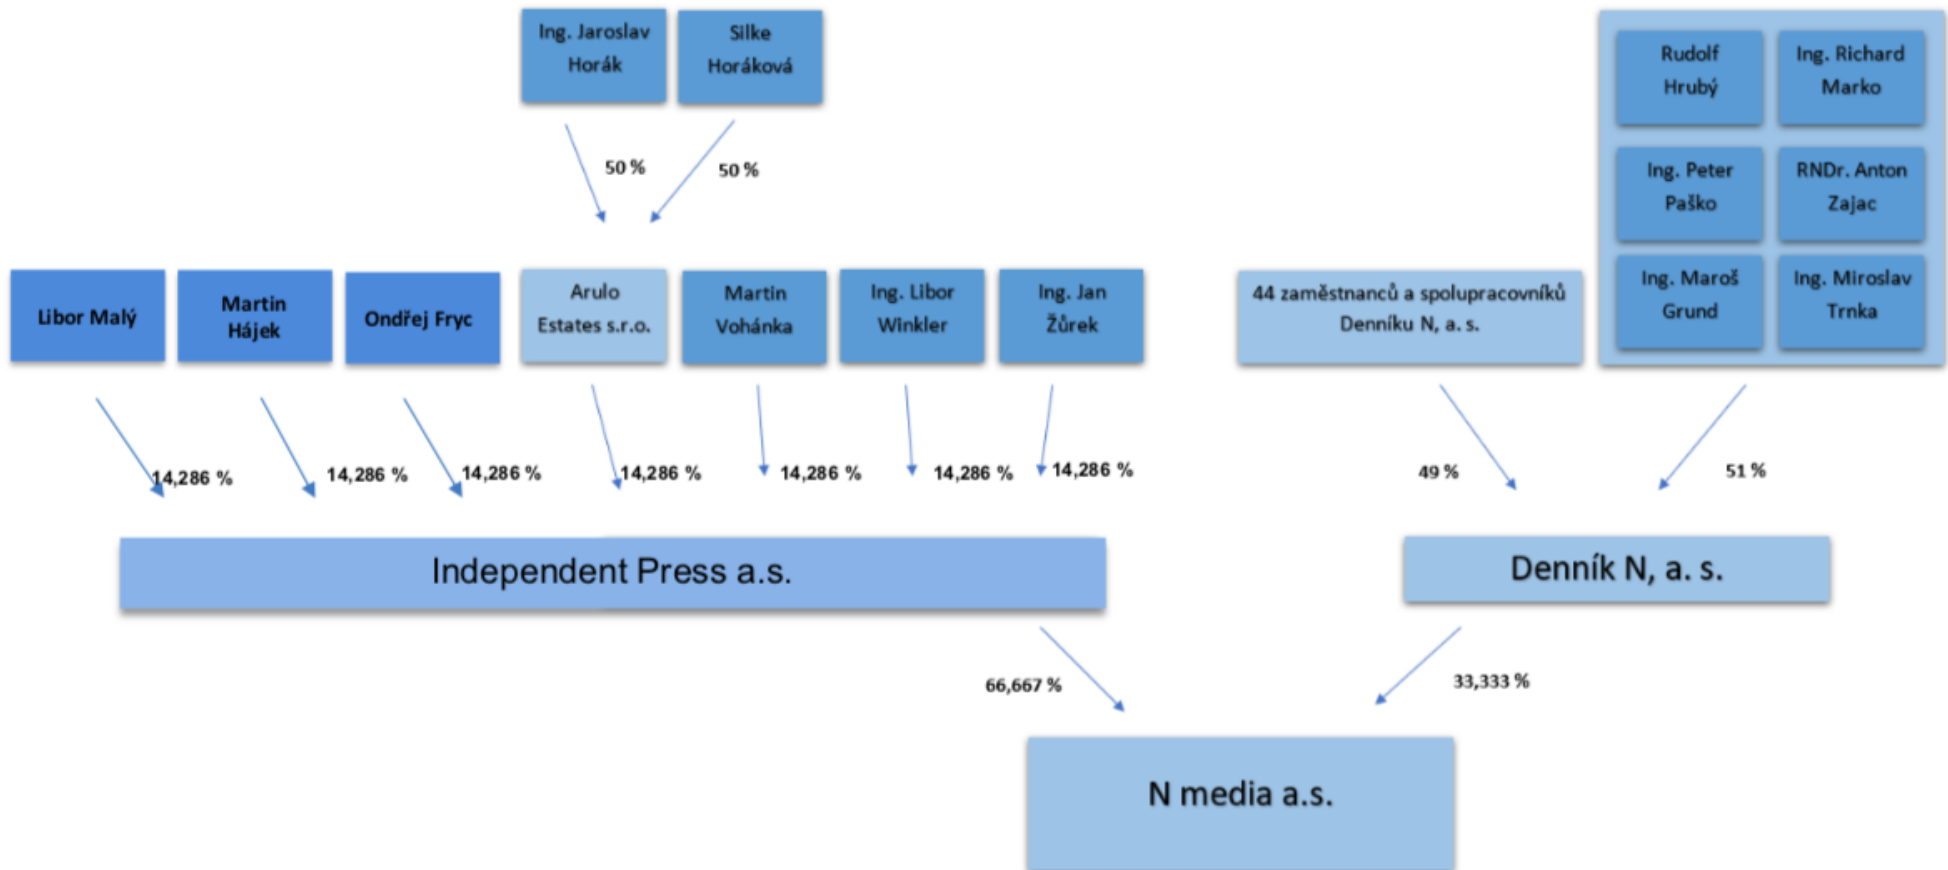 Ing. Jaroslav
Horák
Silke
Horáková
Rudolf
Hrubý
Ing. Richard
Marko
50 %
50 %
Ing. Peter
Paško
RNDr. Anton
Zajac
Libor Malý
Martin
Hájek
Ondřej Fryc
Arulo
Estates s.r.o.
Martin
Vohánka
Ing. Libor
Winkler
Ing. Jan
Žůrek
44 zaměstnanců a spolupracovníků
Denníku N, a. s.
Ing. Maroš
Grund
Ing. Miroslav
Trnka
14,286 %
14,286 %
14,286 %
14,286 %
14,286 %
14,286 %
14,286 %
49 %
51 %
Independent Press a.s.
Denník N, a. s.
66,667 %
33,333 %
N media a.s.